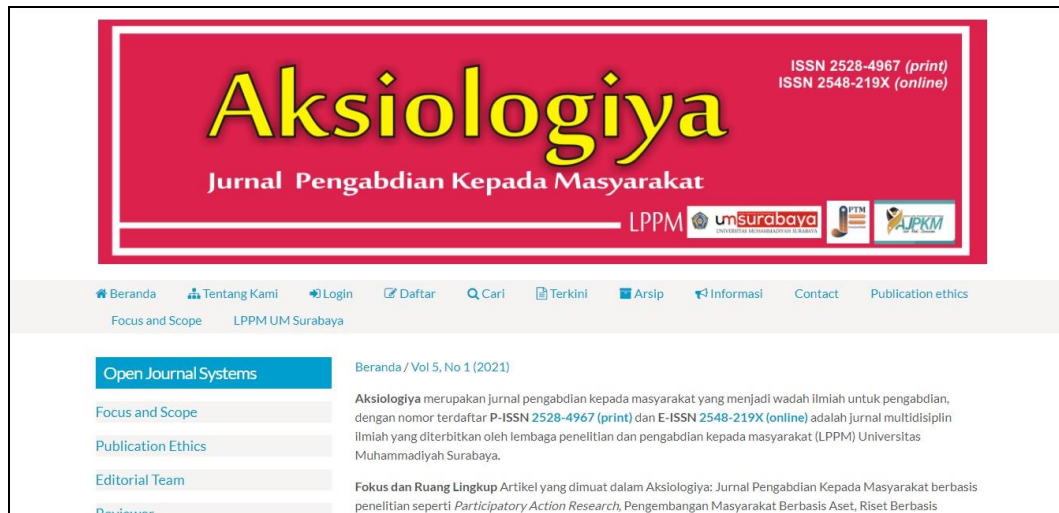 ISSN 2528-4967 (print)
ISSN 2548-219X (online)
Aksiologiya
Jurnal Pengabdian Kepada Masyarakat
LPPM umsurabaya PTM AJPKM
UNIVERSITAS MUHAMMADIYAH SURABAYA
Beranda Tentang Kami Login Daftar Cari Terkini Arsip Informasi Contact Publication ethics
Focus and Scope LPPM UM Surabaya
Open Journal Systems
Focus and Scope
Publication Ethics
Editorial Team
Reviewer
Beranda / Vol 5, No 1 (2021)
Aksiologiya merupakan jurnal pengabdian kepada masyarakat yang menjadi wadah ilmiah untuk pengabdian,
dengan nomor terdaftar P-ISSN 2528-4967 (print) dan E-ISSN 2548-219X (online) adalah jurnal multidisiplin
ilmiah yang diterbitkan oleh lembaga penelitian dan pengabdian kepada masyarakat (LPPM) Universitas
Muhammadiyah Surabaya.
Fokus dan Ruang Lingkup Artikel yang dimuat dalam Aksiologiya: Jurnal Pengabdian Kepada Masyarakat berbasis
penelitian seperti Participatory Action Research, Pengembangan Masyarakat Berbasis Aset, Riset Berbasis